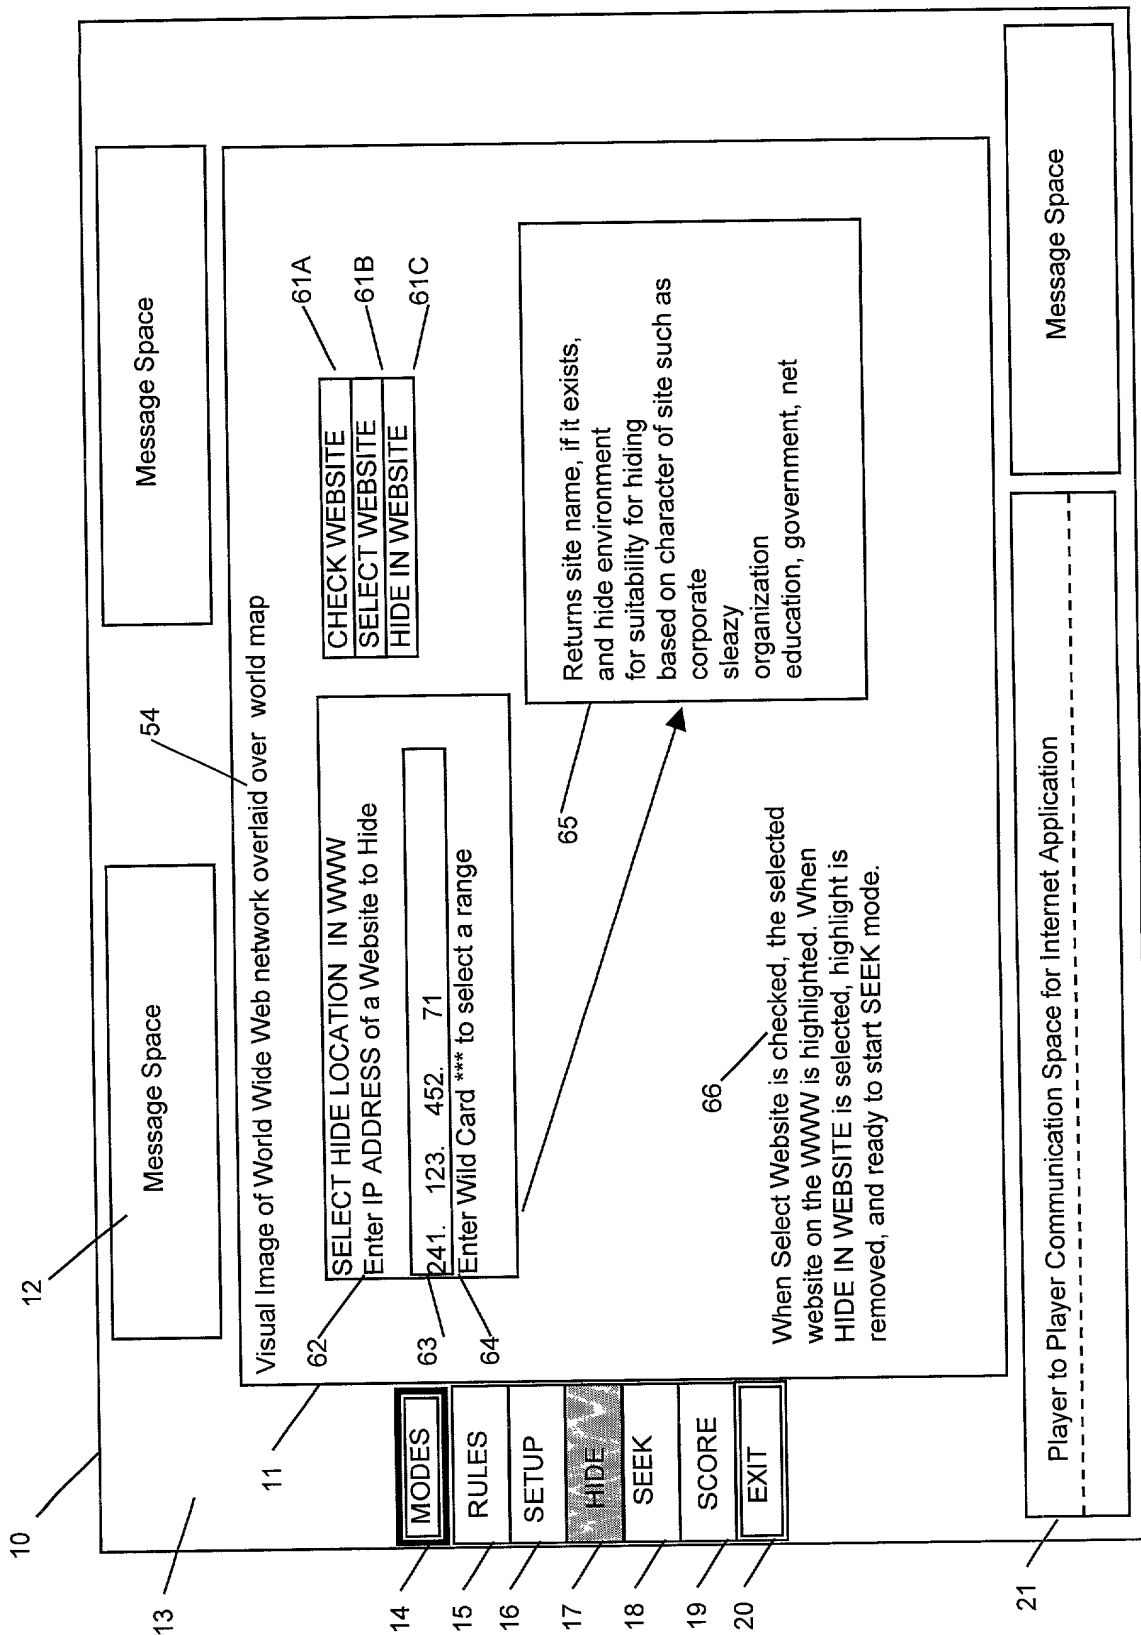 10
12
Message Space
Message Space
13
54
11
Visual Image of World Wide Web network overlaid over world map
62
SELECT HIDE LOCATION IN WWW
Enter IP ADDRESS of a Website to Hide
63
241. 123. 452. 71
64
Enter Wild Card *** to select a range
CHECK WEBSITE
61A
SELECT WEBSITE
61B
HIDE IN WEBSITE
61C
14
MODES
15
RULES
16
SETUP
17
HIDE
18
SEEK
19
SCORE
20
EXIT
65
Returns site name, if it exists,
and hide environment
for suitability for hiding
based on character of site such as
corporate
sleazy
organization
education, government, net
66
When Select Website is checked, the selected
website on the WWW is highlighted. When
HIDE IN WEBSITE is selected, highlight is
removed, and ready to start SEEK mode.
21
Player to Player Communication Space for Internet Application
Message Space